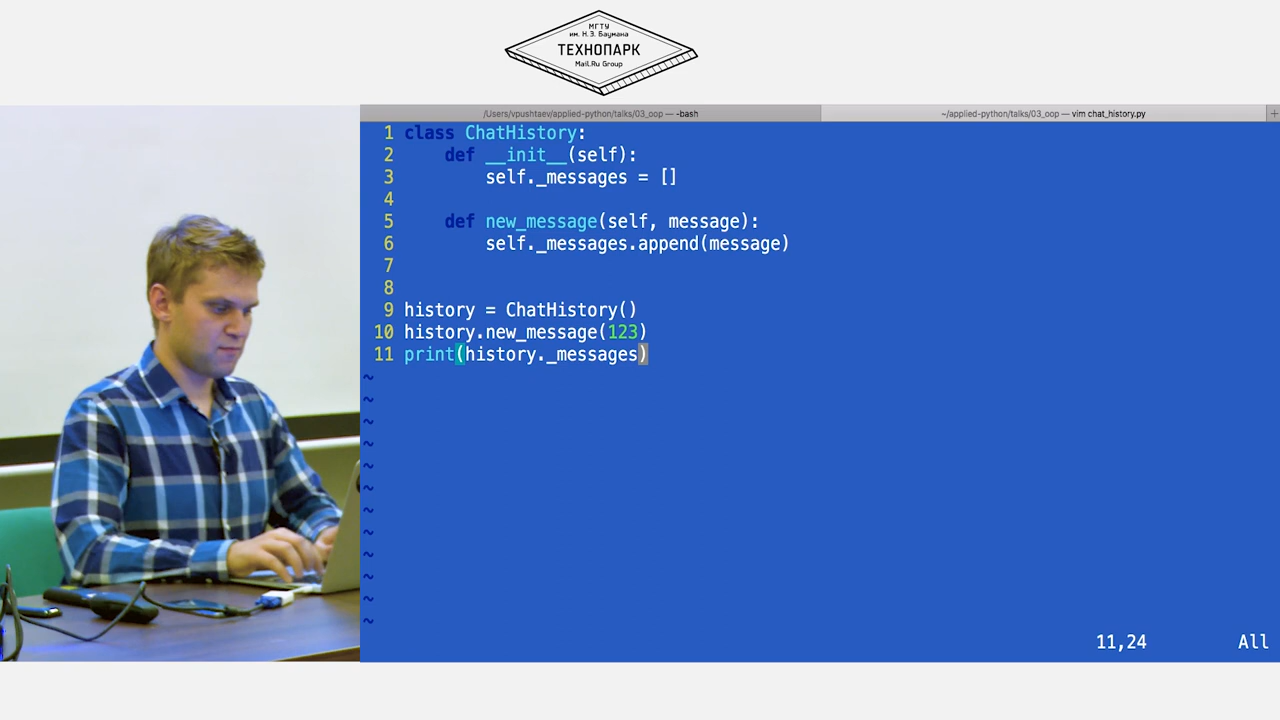 МГТУ
им. Н.Э. Баумана
ТЕХНОПАРК
Mail.Ru Group
/Users/vpushtaev/applied-python/talks/03_oop — -bash
~/applied-python/talks/03_oop — vim chat_history.py
1 class ChatHistory:
2     def __init__(self):
3         self._messages = []
4
5     def new_message(self, message):
6         self._messages.append(message)
7
8
9 history = ChatHistory()
10 history.new_message(123)
11 print(history._messages)
~
~
~
~
~
~
~
~
~
~
~
~
11,24 All